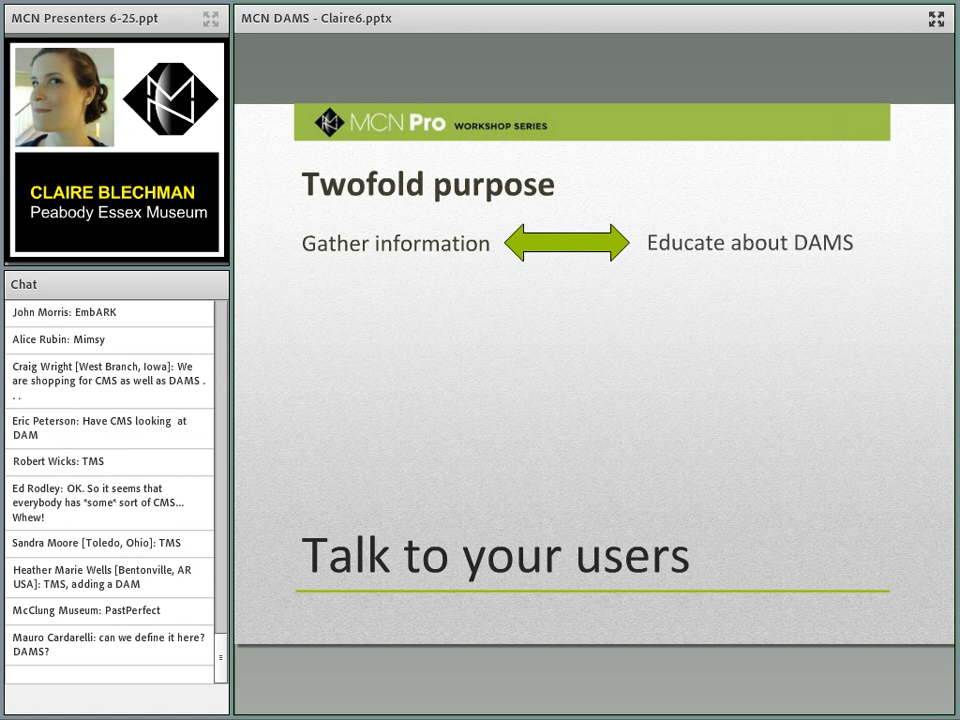 MCN Presenters 6-25.ppt
CLAIRE BLECHMAN
Peabody Essex Museum
Chat
John Morris: EmbARK
Alice Rubin: Mimsy
Craig Wright [West Branch, Iowa]: We
are shopping for CMS as well as DAMS .
. .
Eric Peterson: Have CMS looking  at
DAM
Robert Wicks: TMS
Ed Rodley: OK. So it seems that
everybody has *some* sort of CMS...
Whew!
Sandra Moore [Toledo, Ohio]: TMS
Heather Marie Wells [Bentonville, AR
USA]: TMS, adding a DAM
McClung Museum: PastPerfect
Mauro Cardarelli: can we define it here?
DAMS?
MCN DAMS - Claire6.pptx
MCN Pro WORKSHOP SERIES
Twofold purpose
Gather information
Educate about DAMS
Talk to your users